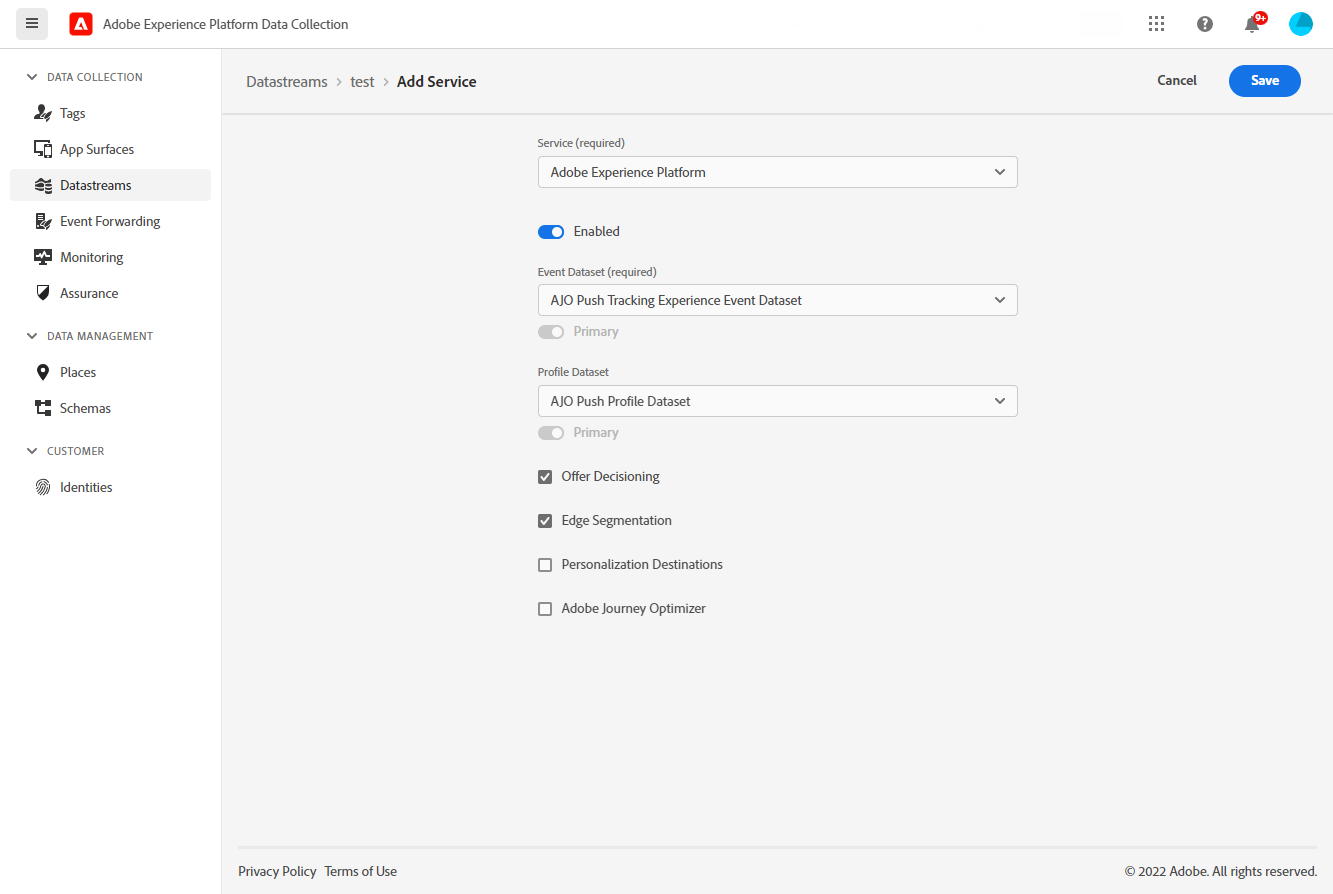 Adobe Experience Platform Data Collection
9+
DATA COLLECTION
Tags
App Surfaces
Datastreams
Event Forwarding
Monitoring
Assurance
DATA MANAGEMENT
Places
Schemas
CUSTOMER
Identities
Datastreams > test > Add Service
Cancel
Save
Service (required)
Adobe Experience Platform
Enabled
Event Dataset (required)
AJO Push Tracking Experience Event Dataset
Primary
Profile Dataset
AJO Push Profile Dataset
Primary
Offer Decisioning
Edge Segmentation
Personalization Destinations
Adobe Journey Optimizer
Privacy Policy Terms of Use
© 2022 Adobe. All rights reserved.